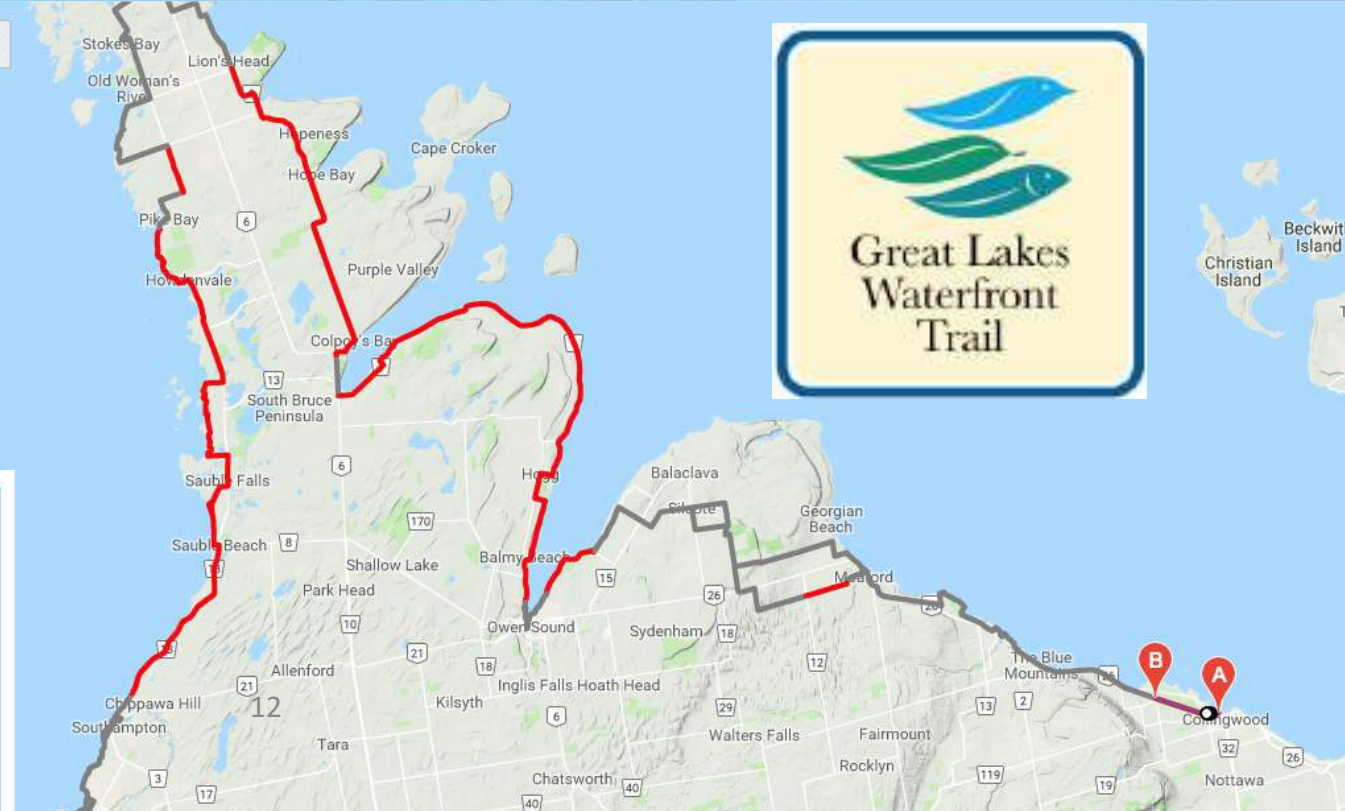 Stokes Bay
Lion's Head
Old Woman's
River
Hopeness
Cape Croker
Hope Bay
Pike Bay
6
Purple Valley
Howdenvale
Great Lakes
Waterfront
Trail
Beckwit
Island
Christian
Island
Colpoy's Bay
13
South Bruce
Peninsula
6
Sauble Falls
Hogg
Balaclava
Silcote
Georgian
Beach
170
Sauble Beach
8
Shallow Lake
Balmy Beach
15
Park Head
26
Meaford
26
10
Owen Sound
Sydenham
18
21
18
12
The Blue
Mountains
26
B
A
Allenford
21
12
Inglis Falls
Hoath Head
Chippawa Hill
Kilsyth
6
29
13
2
Collingwood
Southampton
Tara
Walters Falls
Fairmount
32
26
Rocklyn
3
17
Chatsworth
40
40
119
19
Nottawa